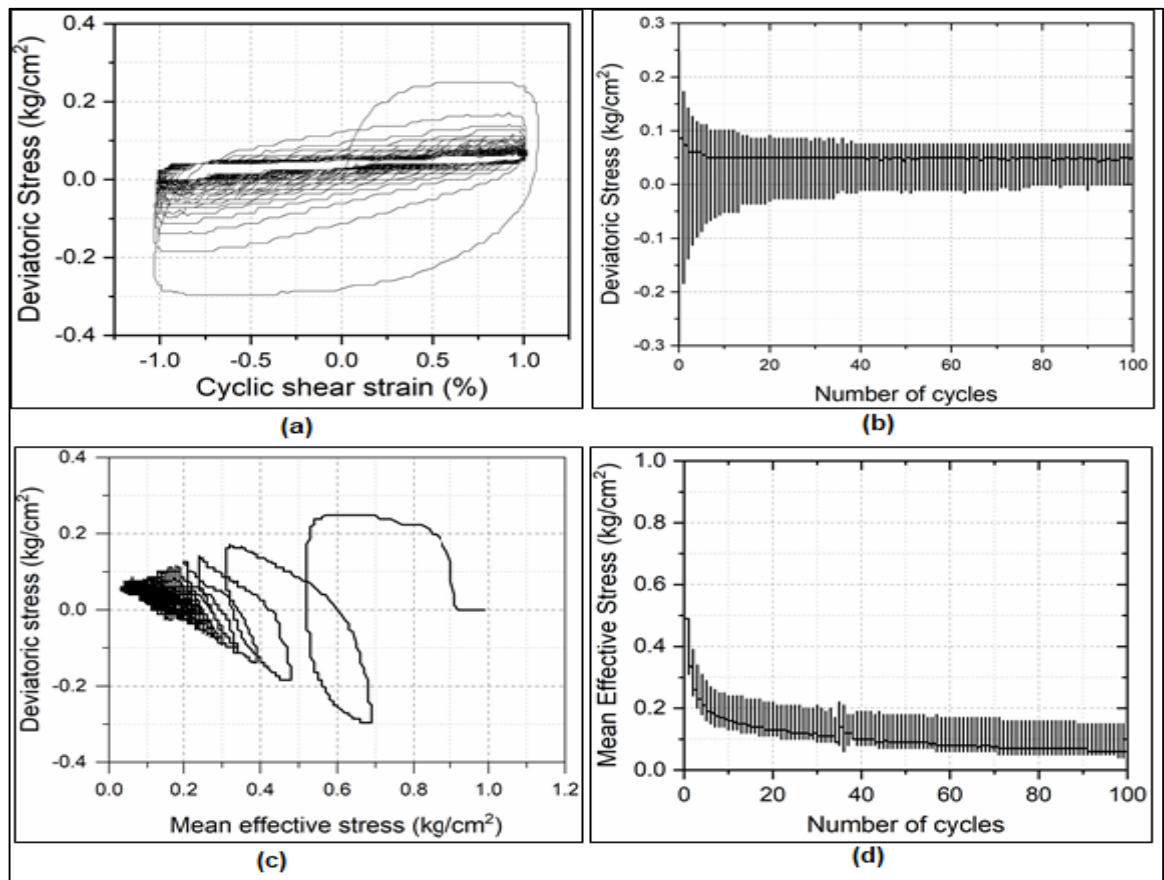 Deviatoric Stress (kg/cm²)
0.4
0.2
0.0
-0.2
-0.4
-1.0 -0.5 0.0 0.5 1.0
Cyclic shear strain (%)
(a)
Deviatoric Stress (kg/cm²)
0.3
0.2
0.1
0.0
-0.1
-0.2
-0.3
0 20 40 60 80 100
Number of cycles
(b)
Deviatoric stress (kg/cm²)
0.4
0.2
0.0
-0.2
-0.4
0.0 0.2 0.4 0.6 0.8 1.0 1.2
Mean effective stress (kg/cm²)
(c)
Mean Effective Stress (kg/cm²)
1.0
0.8
0.6
0.4
0.2
0.0
0 20 40 60 80 100
Number of cycles
(d)